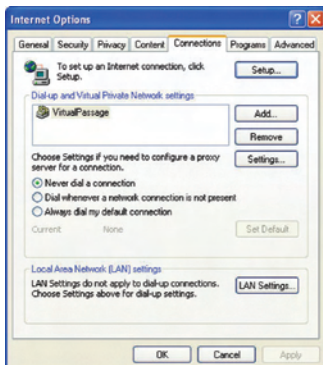 Internet Options
General Security Privacy Content Connections Programs Advanced
To set up an Internet connection, click
Setup.
Setup...
Dial-up and Virtual Private Network settings
VirtualPassage
Add...
Remove
Choose Settings if you need to configure a proxy
server for a connection.
Settings...
Never dial a connection
Dial whenever a network connection is not present
Always dial my default connection
Current None
Set Default
Local Area Network (LAN) settings
LAN Settings do not apply to dial-up connections.
Choose Settings above for dial-up settings.
LAN Settings...
OK Cancel Apply